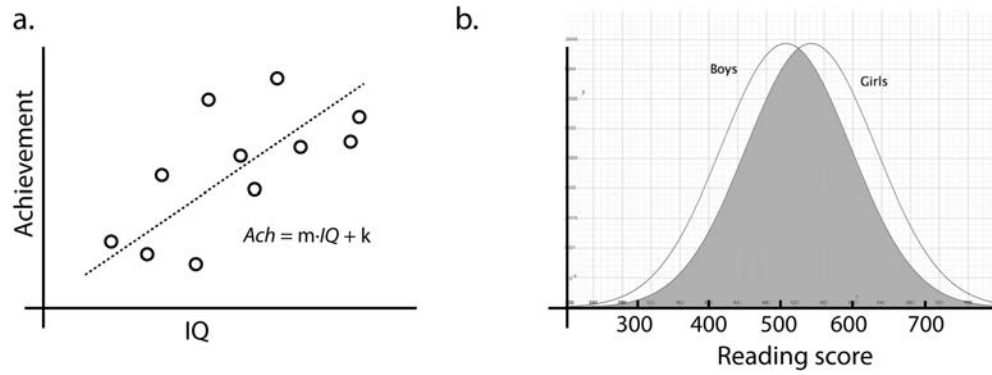 a.
Achievement
Ach = m·IQ + k
IQ
b.
Boys
Girls
300 400 500 600 700
Reading score